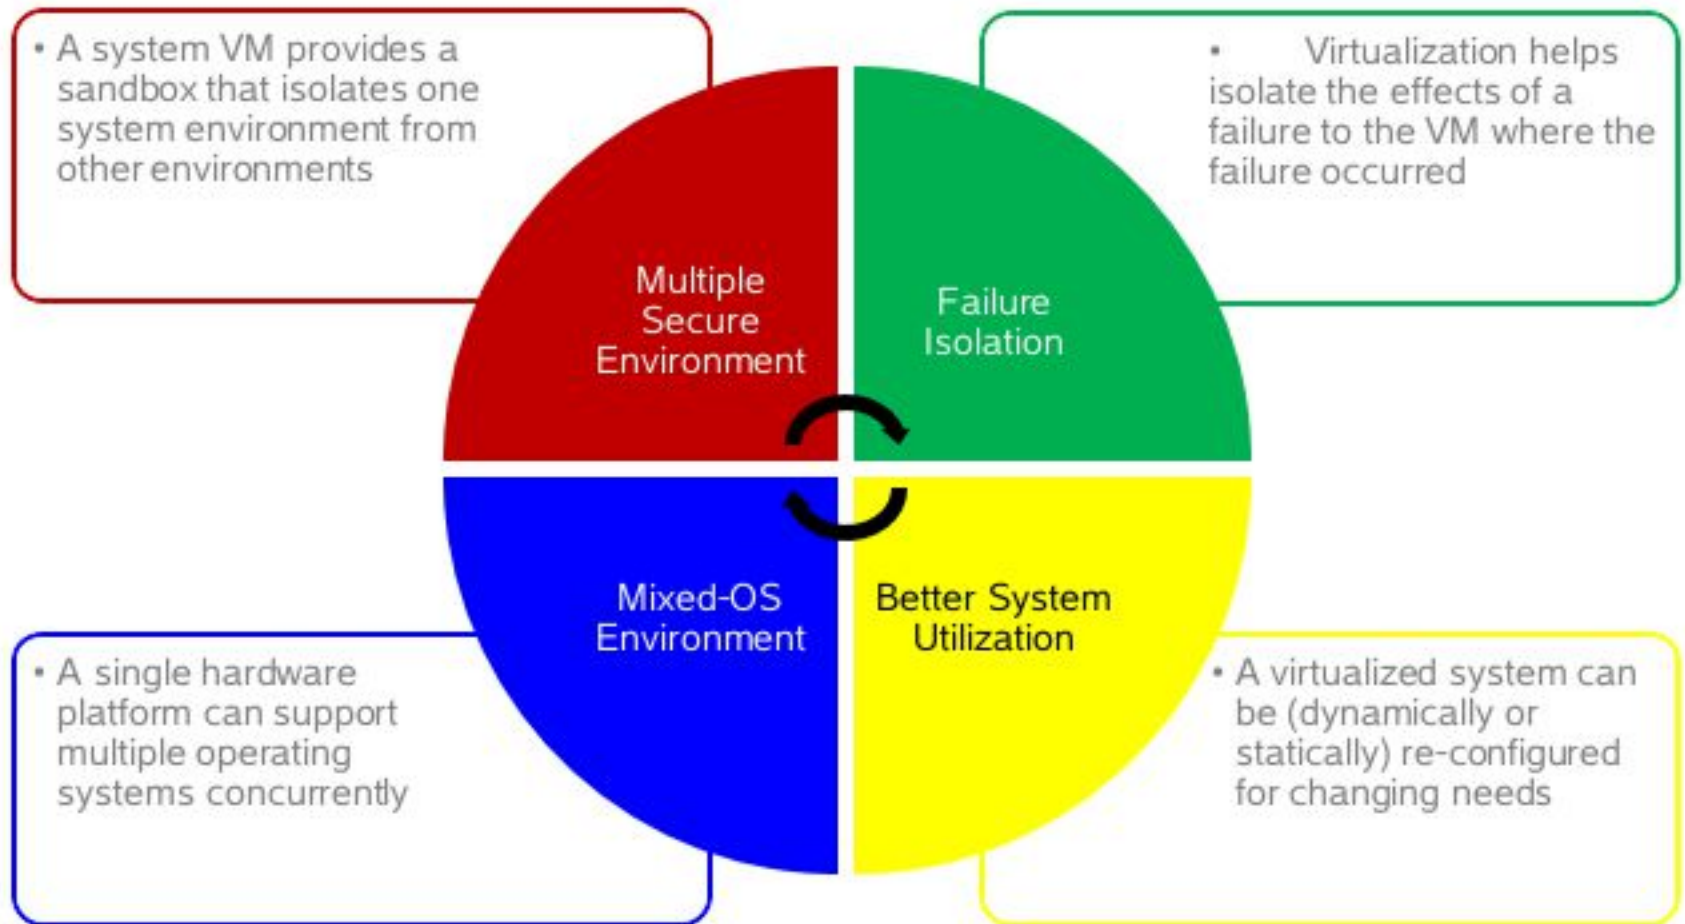 • A system VM provides a
sandbox that isolates one
system environment from
other environments
• Virtualization helps
isolate the effects of a
failure to the VM where the
failure occurred
Multiple
Secure
Environment
Failure
Isolation
Mixed-OS
Environment
Better System
Utilization
• A single hardware
platform can support
multiple operating
systems concurrently
• A virtualized system can
be (dynamically or
statically) re-configured
for changing needs